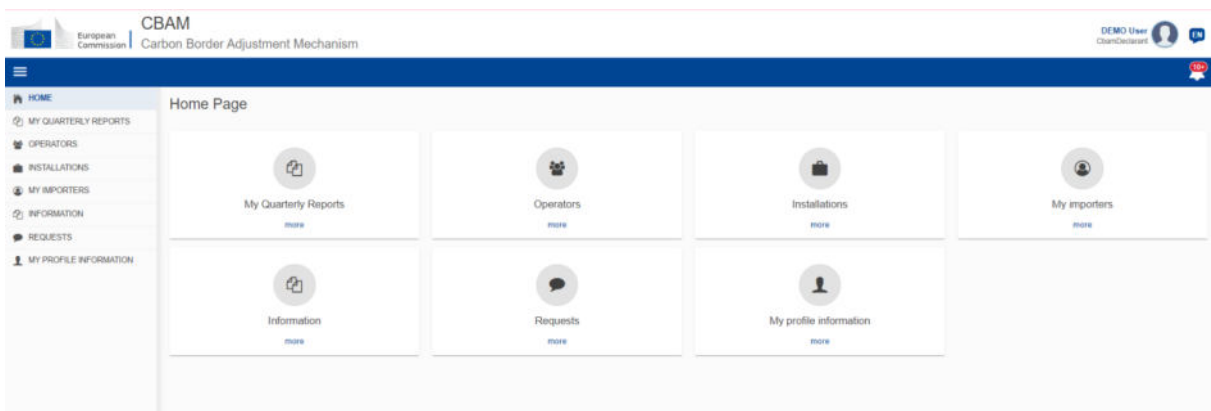 CBAM
European
Commission
Carbon Border Adjustment Mechanism
DEMO User
CbamDeclarant
EN
10+
HOME
MY QUARTERLY REPORTS
OPERATORS
INSTALLATIONS
MY IMPORTERS
INFORMATION
REQUESTS
MY PROFILE INFORMATION
Home Page
My Quarterly Reports
more
Operators
more
Installations
more
My importers
more
Information
more
Requests
more
My profile information
more